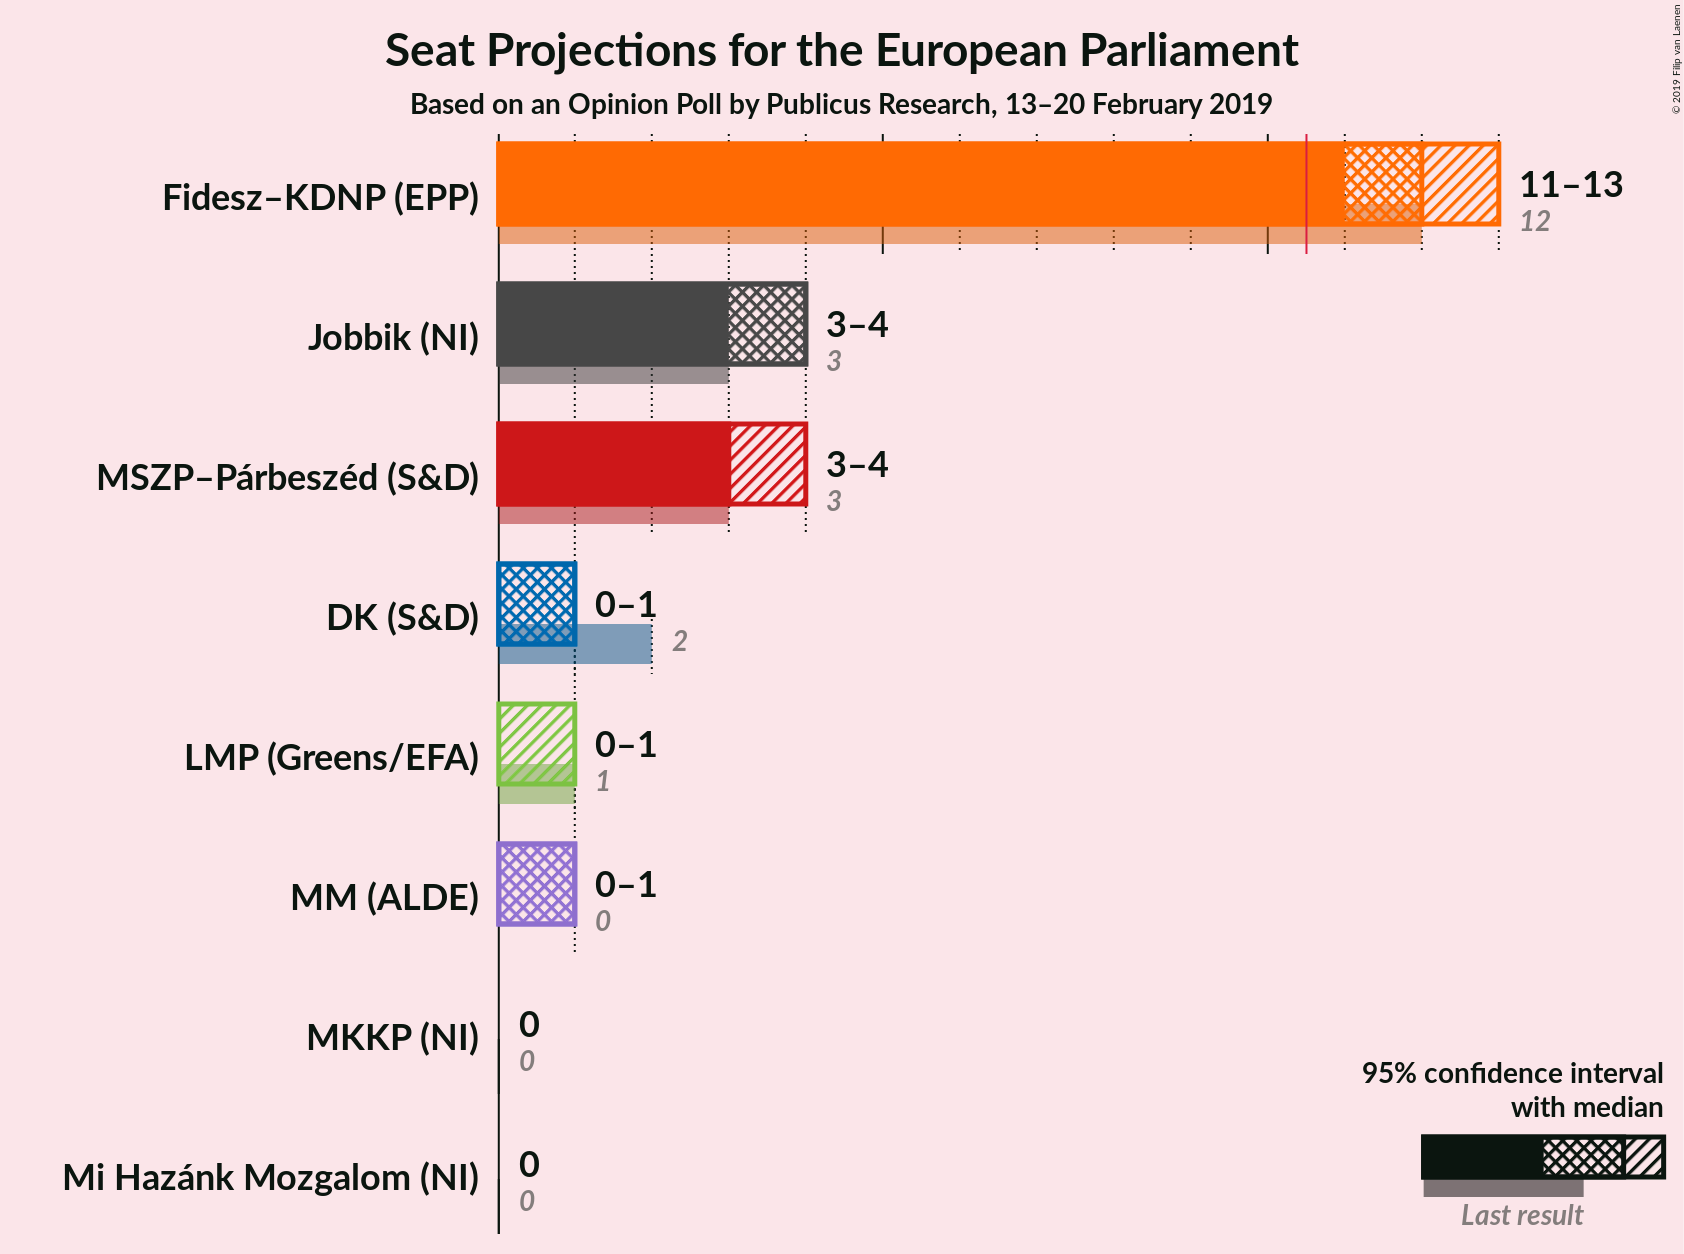 Seat Projections for the European Parliament
Based on an Opinion Poll by Publicus Research, 13–20 February 2019
© 2019 Filip van Laenen
Fidesz–KDNP (EPP)
11–13
12
Jobbik (NI)
3–4
3
MSZP–Párbeszéd (S&D)
3–4
3
DK (S&D)
0–1
2
LMP (Greens/EFA)
0–1
1
MM (ALDE)
0–1
0
MKKP (NI)
0
0
Mi Hazánk Mozgalom (NI)
0
0
95% confidence interval
with median
Last result